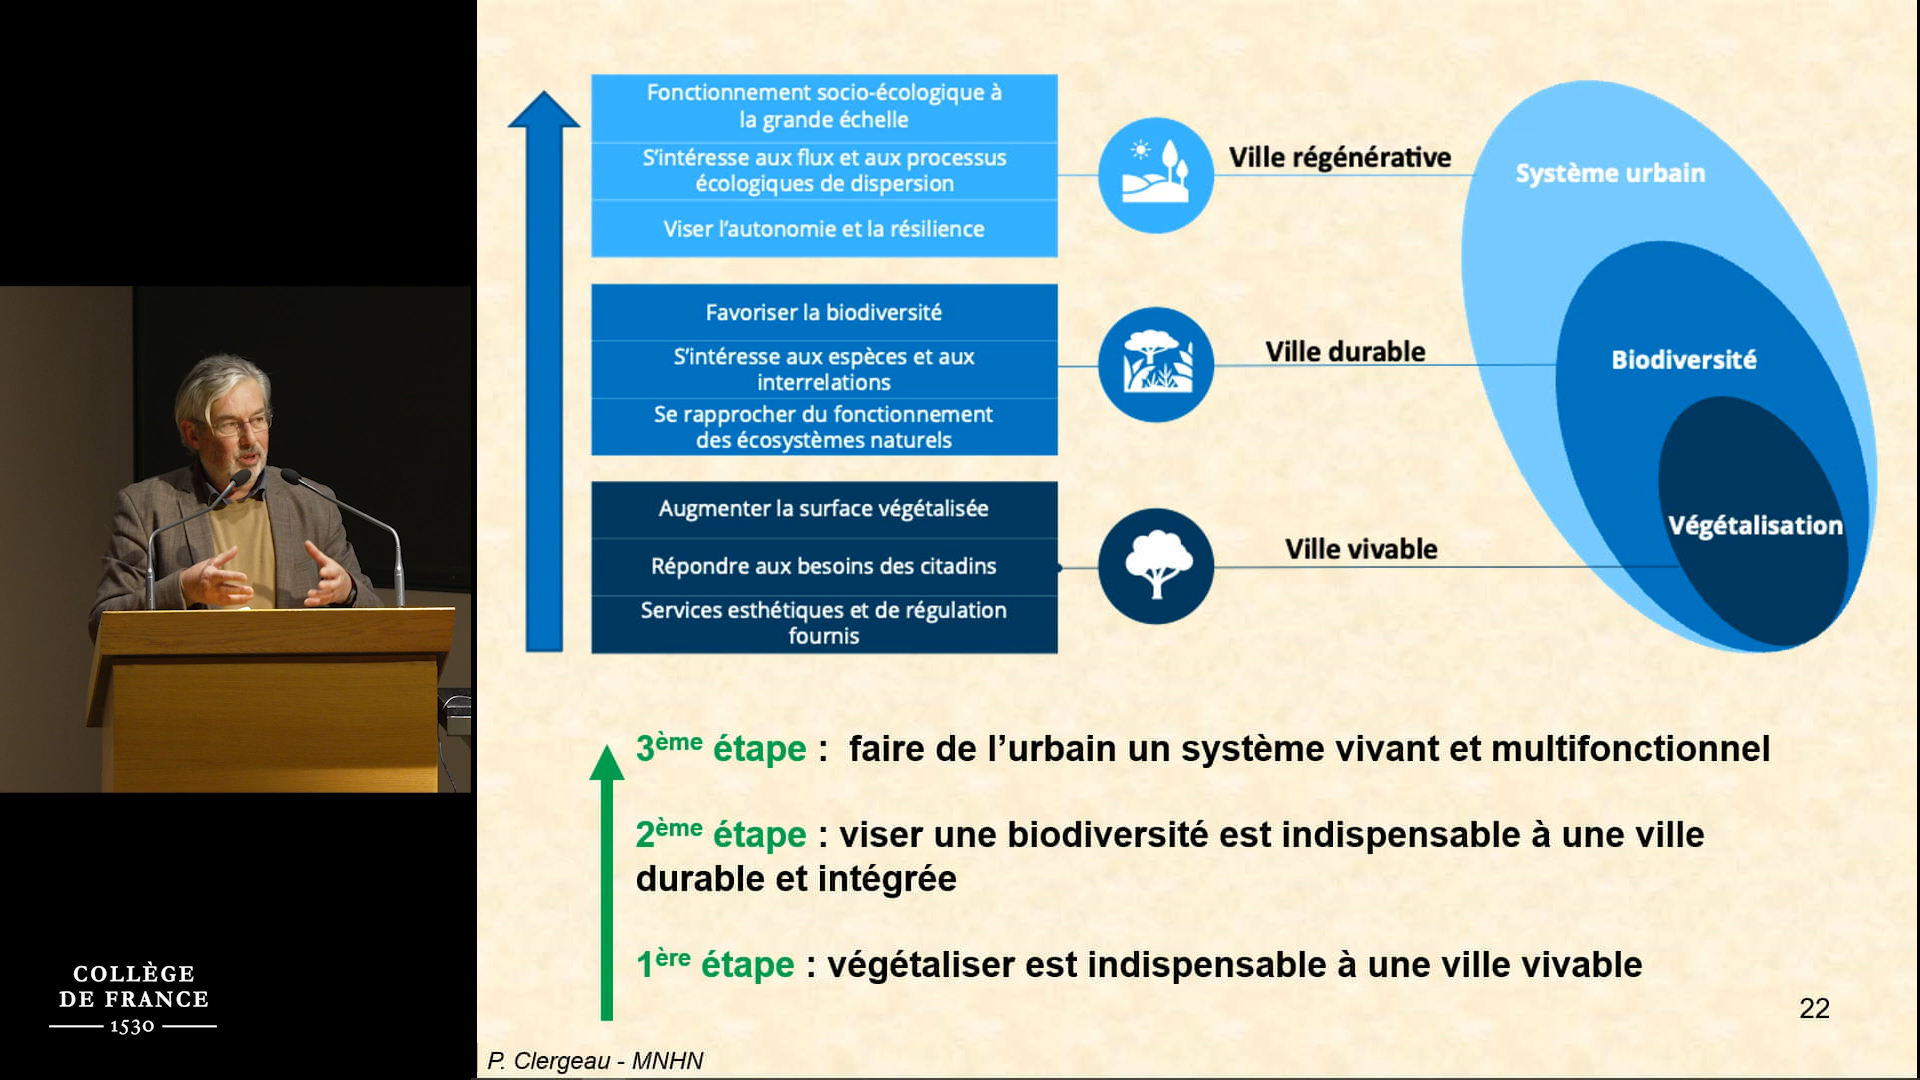 Fonctionnement socio-écologique à
la grande échelle
S’intéresse aux flux et aux processus
écologiques de dispersion
Viser l’autonomie et la résilience
Ville régénérative
Système urbain
Favoriser la biodiversité
S’intéresse aux espèces et aux
interrelations
Se rapprocher du fonctionnement
des écosystèmes naturels
Ville durable
Biodiversité
Augmenter la surface végétalisée
Répondre aux besoins des citadins
Services esthétiques et de régulation
fournis
Ville vivable
Végétalisation
3ème étape : faire de l’urbain un système vivant et multifonctionnel
2ème étape : viser une biodiversité est indispensable à une ville
durable et intégrée
1ère étape : végétaliser est indispensable à une ville vivable
22
P. Clergeau - MNHN
COLLÈGE
DE FRANCE
1530